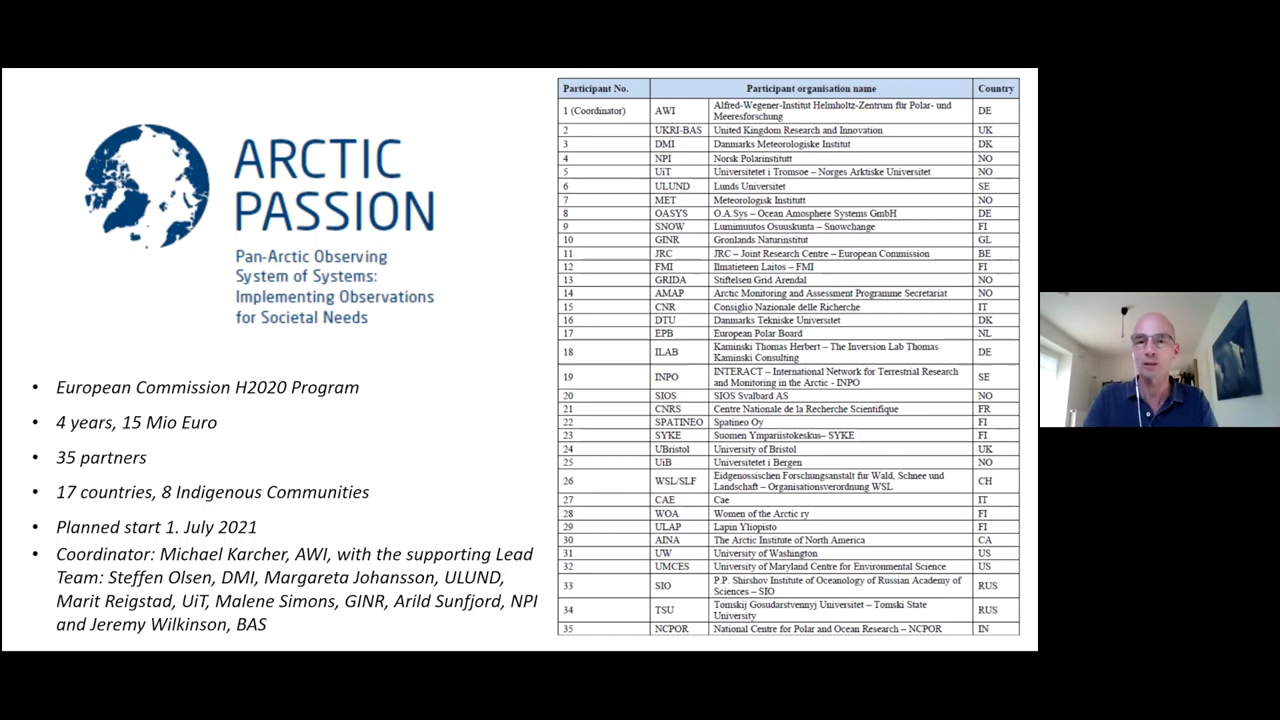 ARCTIC
PASSION
Pan-Arctic Observing
System of Systems:
Implementing Observations
for Societal Needs
• European Commission H2020 Program
• 4 years, 15 Mio Euro
• 35 partners
• 17 countries, 8 Indigenous Communities
• Planned start 1. July 2021
• Coordinator: Michael Karcher, AWI, with the supporting Lead
Team: Steffen Olsen, DMI, Margareta Johansson, ULUND,
Marit Reigstad, UiT, Malene Simons, GINR, Arild Sunfjord, NPI
and Jeremy Wilkinson, BAS
Participant No. Participant organisation name Country
1 (Coordinator) AWI Alfred-Wegener-Institut Helmholtz-Zentrum für Polar- und
Meeresforschung DE
2 UKRI-BAS United Kingdom Research and Innovation UK
3 DMI Danmarks Meteorologiske Institut DK
4 NPI Norsk Polarinstitutt NO
5 UiT Universitetet i Tromsoe – Norges Arktiske Universitet NO
6 ULUND Lunds Universitet SE
7 MET Meteorologisk Institutt NO
8 OASYS O.A.Sys – Ocean Amosphere Systems GmbH DE
9 SNOW Lumimuutos Osuuskunta – Snowchange FI
10 GINR Gronlands Naturinstitut GL
11 JRC JRC – Joint Research Centre – European Commission BE
12 FMI Ilmatieteen Laitos – FMI FI
13 GRIDA Stiftelsen Grid Arendal NO
14 AMAP Arctic Monitoring and Assessment Programme Secretariat NO
15 CNR Consiglio Nazionale delle Richerche IT
16 DTU Danmarks Tekniske Universitet DK
17 EPB European Polar Board NL
18 ILAB Kaminski Thomas Herbert – The Inversion Lab Thomas
Kaminski Consulting DE
19 INPO INTERACT – International Network for Terrestrial Research
and Monitoring in the Arctic - INPO SE
20 SIOS SIOS Svalbard AS NO
21 CNRS Centre Nationale de la Recherche Scientifique FR
22 SPATINEO Spatineo Oy FI
23 SYKE Suomen Ympariistokeskus– SYKE FI
24 UBristol University of Bristol UK
25 UiB Universitetet i Bergen NO
26 WSL/SLF Eidgenossischen Forschungsanstalt fur Wald, Schnee und
Landschaft – Organisationsverordnung WSL CH
27 CAE Cae IT
28 WOA Women of the Arctic ry FI
29 ULAP Lapin Yliopisto FI
30 AINA The Arctic Institute of North America CA
31 UW University of Washington US
32 UMCES University of Maryland Centre for Environmental Science US
33 SIO P.P. Shirshov Institute of Oceanology of Russian Academy of
Sciences – SIO RUS
34 TSU Tomskij Gosudarstvennyj Universitet – Tomski State
University RUS
35 NCPOR National Centre for Polar and Ocean Research – NCPOR IN